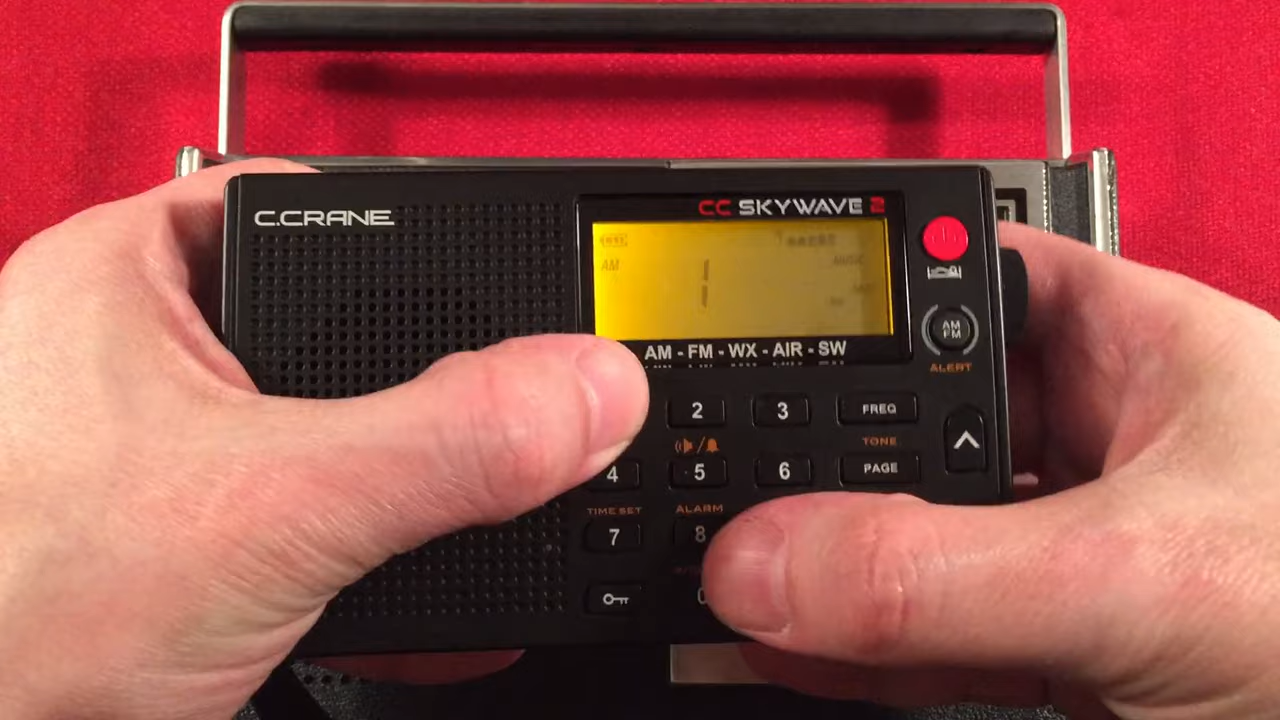 C.CRANE
CC SKYWAVE 2
AM
1
AM - FM - WX - AIR - SW
AM
FM
ALERT
2
3
FREQ
TONE
4
5
6
PAGE
TIME SET
ALARM
7
8